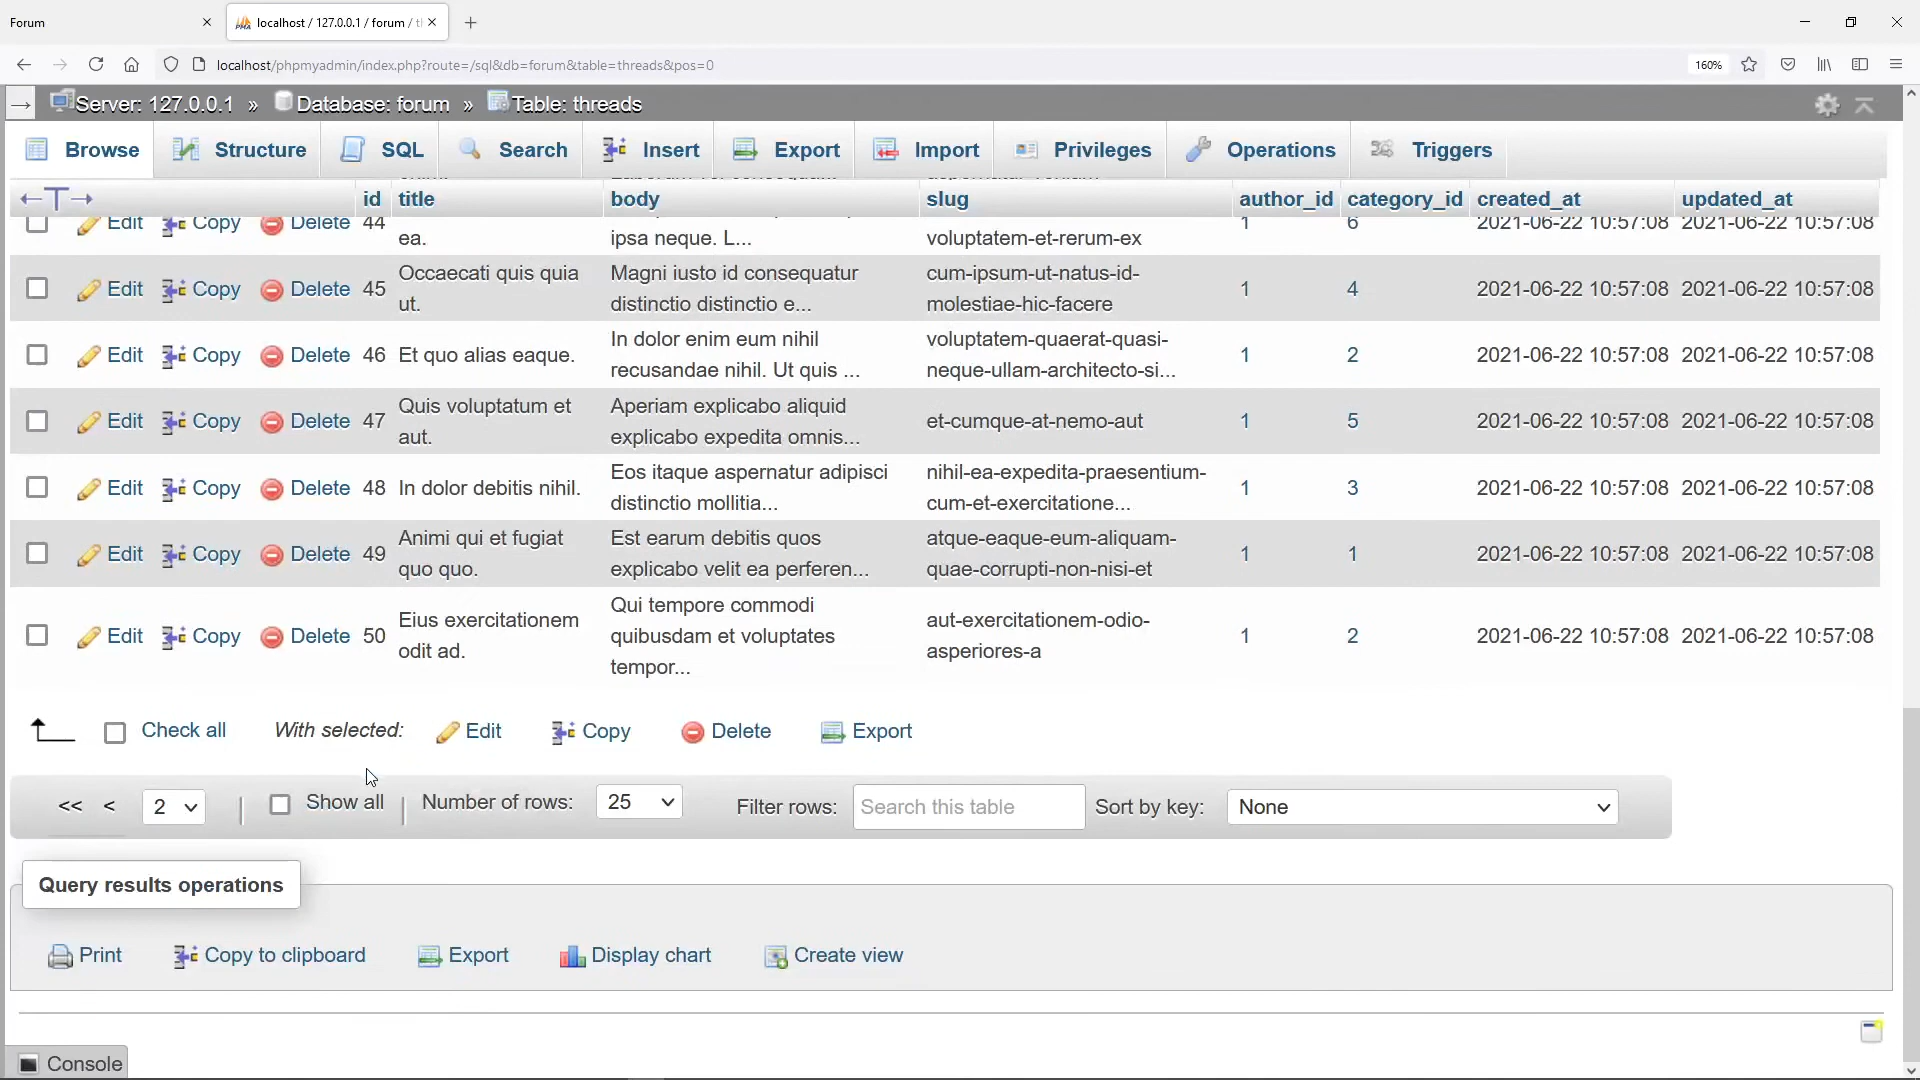 Forum
localhost / 127.0.0.1 / forum / t
localhost/phpmyadmin/index.php?route=/sql&db=forum&table=threads&pos=0
160%
Server: 127.0.0.1 » Database: forum » Table: threads
Browse Structure SQL Search Insert Export Import Privileges Operations Triggers
id title body slug author_id category_id created_at updated_at
Edit Copy Delete 44 ea. ipsa neque. L... voluptatem-et-rerum-ex 1 6 2021-06-22 10:57:08 2021-06-22 10:57:08
Edit Copy Delete 45 Occaecati quis quia ut. Magni iusto id consequatur distinctio distinctio e... cum-ipsum-ut-natus-id-molestiae-hic-facere 1 4 2021-06-22 10:57:08 2021-06-22 10:57:08
Edit Copy Delete 46 Et quo alias eaque. In dolor enim eum nihil recusandae nihil. Ut quis ... voluptatem-quaerat-quasi-neque-ullam-architecto-si... 1 2 2021-06-22 10:57:08 2021-06-22 10:57:08
Edit Copy Delete 47 Quis voluptatum et aut. Aperiam explicabo aliquid explicabo expedita omnis... et-cumque-at-nemo-aut 1 5 2021-06-22 10:57:08 2021-06-22 10:57:08
Edit Copy Delete 48 In dolor debitis nihil. Eos itaque aspernatur adipisci distinctio mollitia... nihil-ea-expedita-praesentium-cum-et-exercitatione... 1 3 2021-06-22 10:57:08 2021-06-22 10:57:08
Edit Copy Delete 49 Animi qui et fugiat quo quo. Est earum debitis quos explicabo velit ea perferen... atque-eaque-eum-aliquam-quae-corrupti-non-nisi-et 1 1 2021-06-22 10:57:08 2021-06-22 10:57:08
Edit Copy Delete 50 Eius exercitationem odit ad. Qui tempore commodi quibusdam et voluptates tempor... aut-exercitationem-odio-asperiores-a 1 2 2021-06-22 10:57:08 2021-06-22 10:57:08
Check all With selected: Edit Copy Delete Export
<< < 2 Show all Number of rows: 25 Filter rows: Search this table Sort by key: None
Query results operations
Print Copy to clipboard Export Display chart Create view
Console